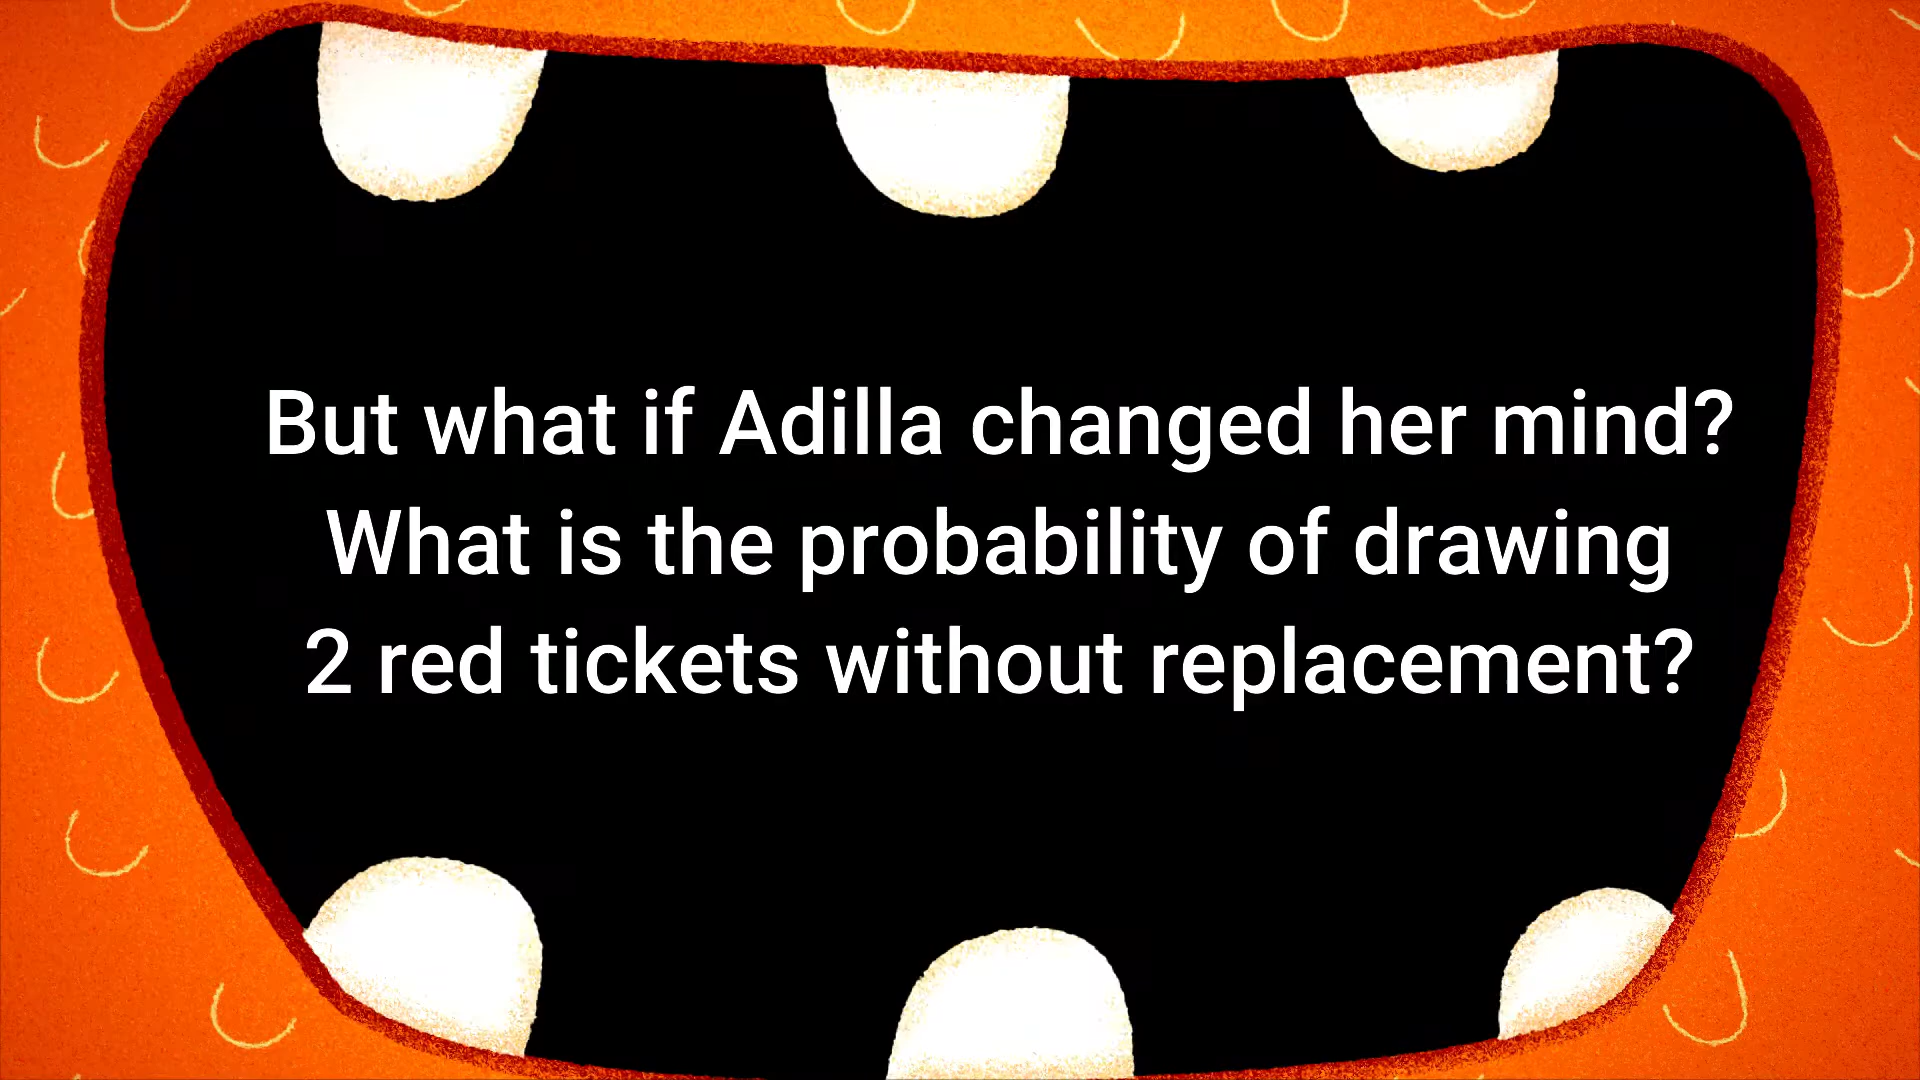 But what if Adilla changed her mind?
What is the probability of drawing
2 red tickets without replacement?